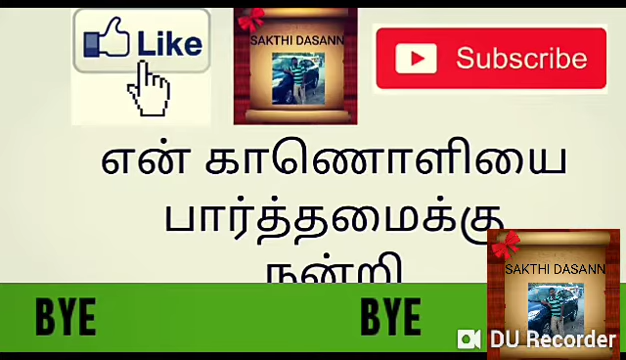 Like
SAKTHI DASANN
Subscribe
என் காணொளியை
பார்த்தமைக்கு
நன்றி
SAKTHI DASANN
BYE BYE
DU Recorder